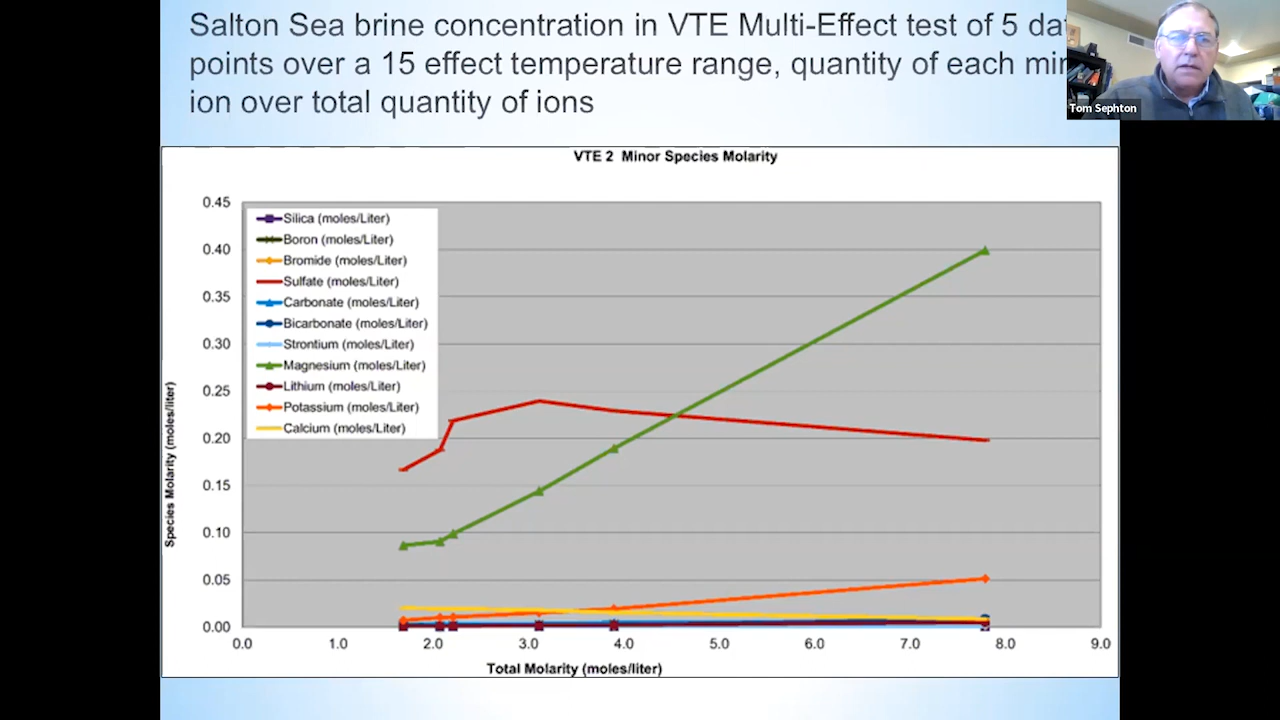 Salton Sea brine concentration in VTE Multi-Effect test of 5
points over a 15 effect temperature range, quantity of each
ion over total quantity of ions
Tom Sephton
VTE 2 Minor Species Molarity
Species Molarity (moles/liter)
0.45
0.40
0.35
0.30
0.25
0.20
0.15
0.10
0.05
0.00
Silica (moles/Liter)
Boron (moles/Liter)
Bromide (moles/Liter)
Sulfate (moles/Liter)
Carbonate (moles/Liter)
Bicarbonate (moles/Liter)
Strontium (moles/Liter)
Magnesium (moles/Liter)
Lithium (moles/Liter)
Potassium (moles/Liter)
Calcium (moles/Liter)
0.0 1.0 2.0 3.0 4.0 5.0 6.0 7.0 8.0 9.0
Total Molarity (moles/liter)